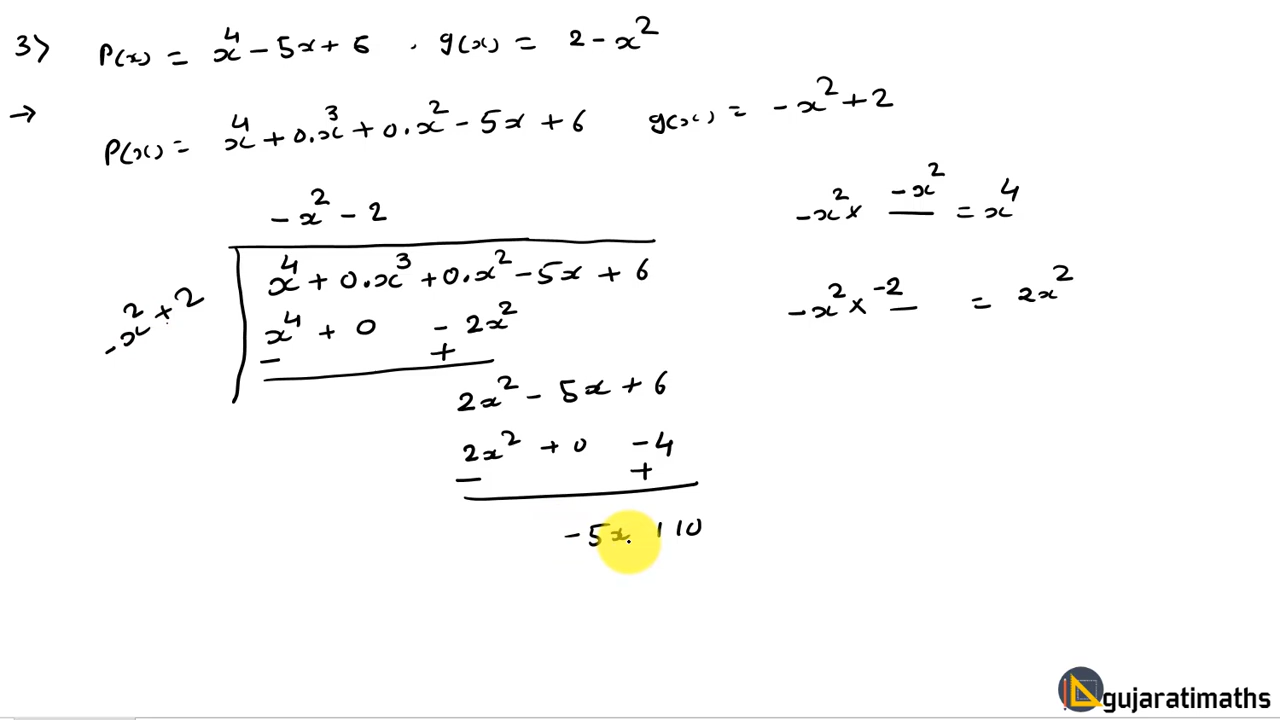 3> P(x) = x⁴ - 5x + 6 , g(x) = 2 - x²
→ P(x) = x⁴ + 0.x³ + 0.x² - 5x + 6 g(x) = -x² + 2
-x² - 2
-x² + 2
x⁴ + 0.x³ + 0.x² - 5x + 6
x⁴ + 0 - 2x²
- +
2x² - 5x + 6
2x² + 0 - 4
- +
-5x + 10
-x² × -x² = x⁴
-x² × -2 = 2x²
gujaratimaths